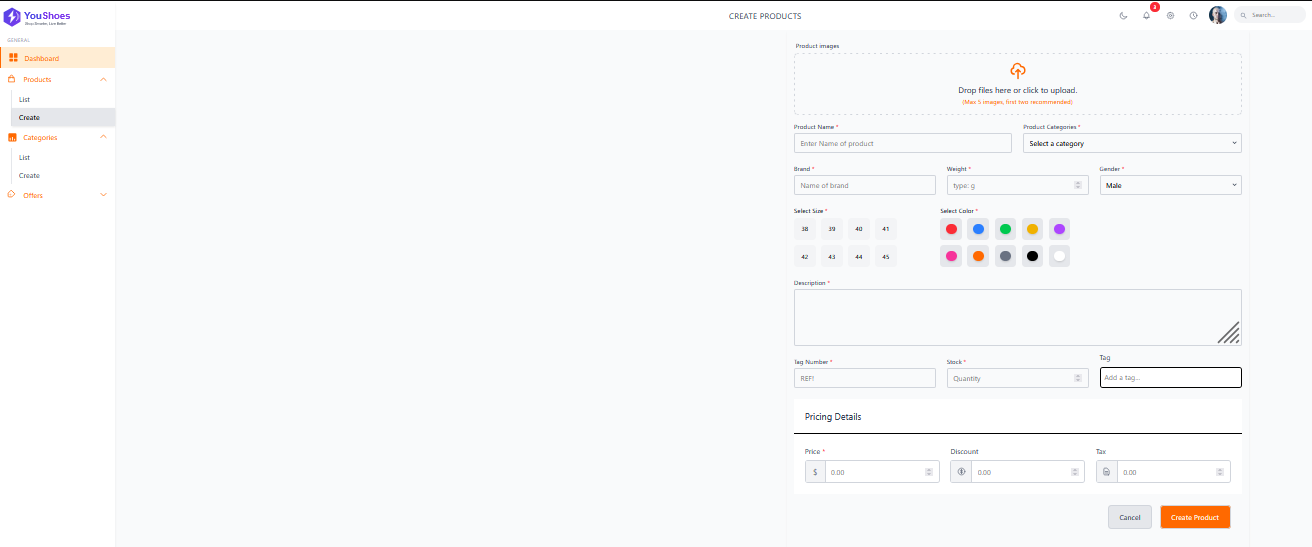 YouShoes
Shop Smarter, Live Better
CREATE PRODUCTS
3
Search...
GENERAL
Dashboard
Products
List
Create
Categories
List
Create
Offers
Product images
Drop files here or click to upload.
(Max 5 images, first two recommended)
Product Name *
Product Categories *
Enter Name of product
Select a category
Brand *
Weight *
Gender *
Name of brand
type: g
Male
Select Size *
Select Color *
38 39 40 41
42 43 44 45
Description *
Tag Number *
Stock *
Tag
REF!
Quantity
Add a tag...
Pricing Details
Price *
Discount
Tax
$ 0.00
0.00
0.00
Cancel
Create Product